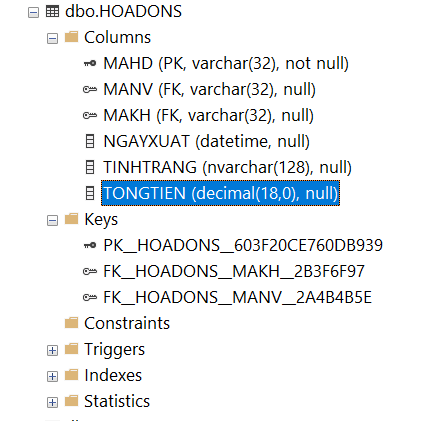 dbo.HOADONS
Columns
MAHD (PK, varchar(32), not null)
MANV (FK, varchar(32), null)
MAKH (FK, varchar(32), null)
NGAYXUAT (datetime, null)
TINHTRANG (nvarchar(128), null)
TONGTIEN (decimal(18,0), null)
Keys
PK__HOADONS__603F20CE760DB939
FK__HOADONS__MAKH__2B3F6F97
FK__HOADONS__MANV__2A4B4B5E
Constraints
Triggers
Indexes
Statistics